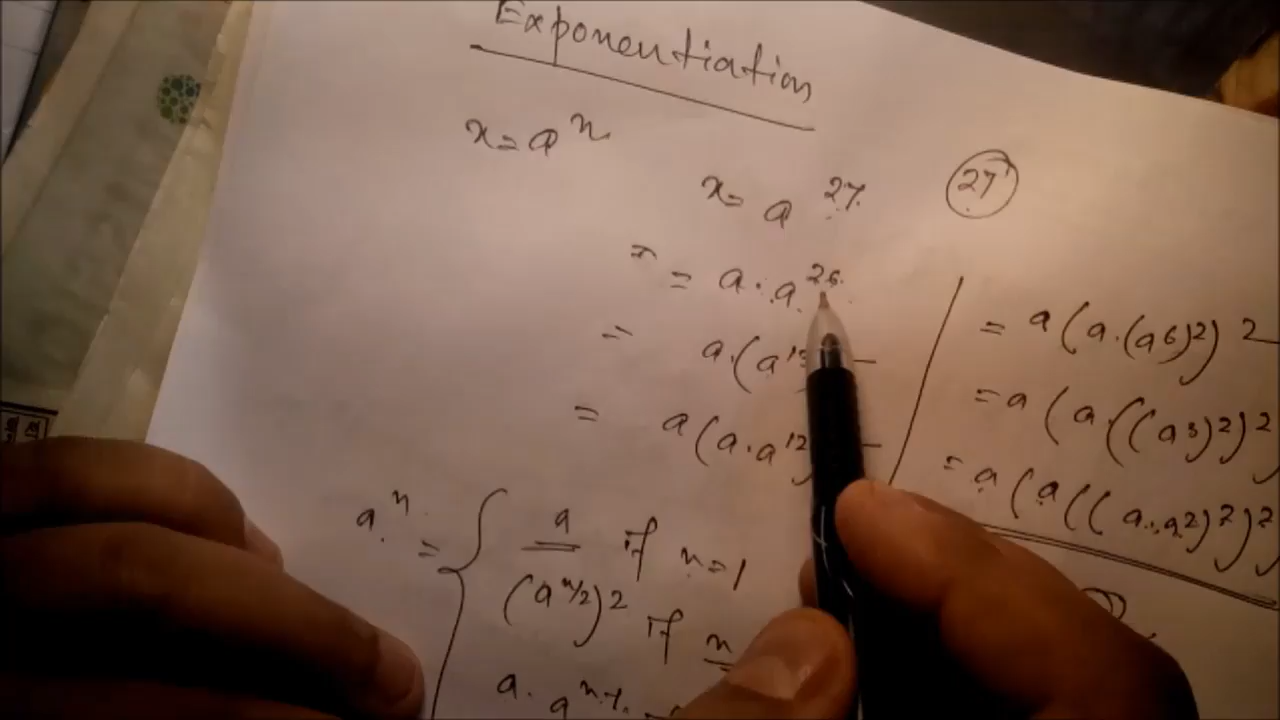 Exponentiation
x = a^n
x = a^27
27
x = a · a^26
= a · (a^13
= a (a · a^12)
= a (a · (a^6)^2)^2
= a (a · ((a^3)^2)^2
= a (a ((a · a^2)^2)^2
a^n = { a if n=1
(a^n/2)^2 if n
a · a^n-1